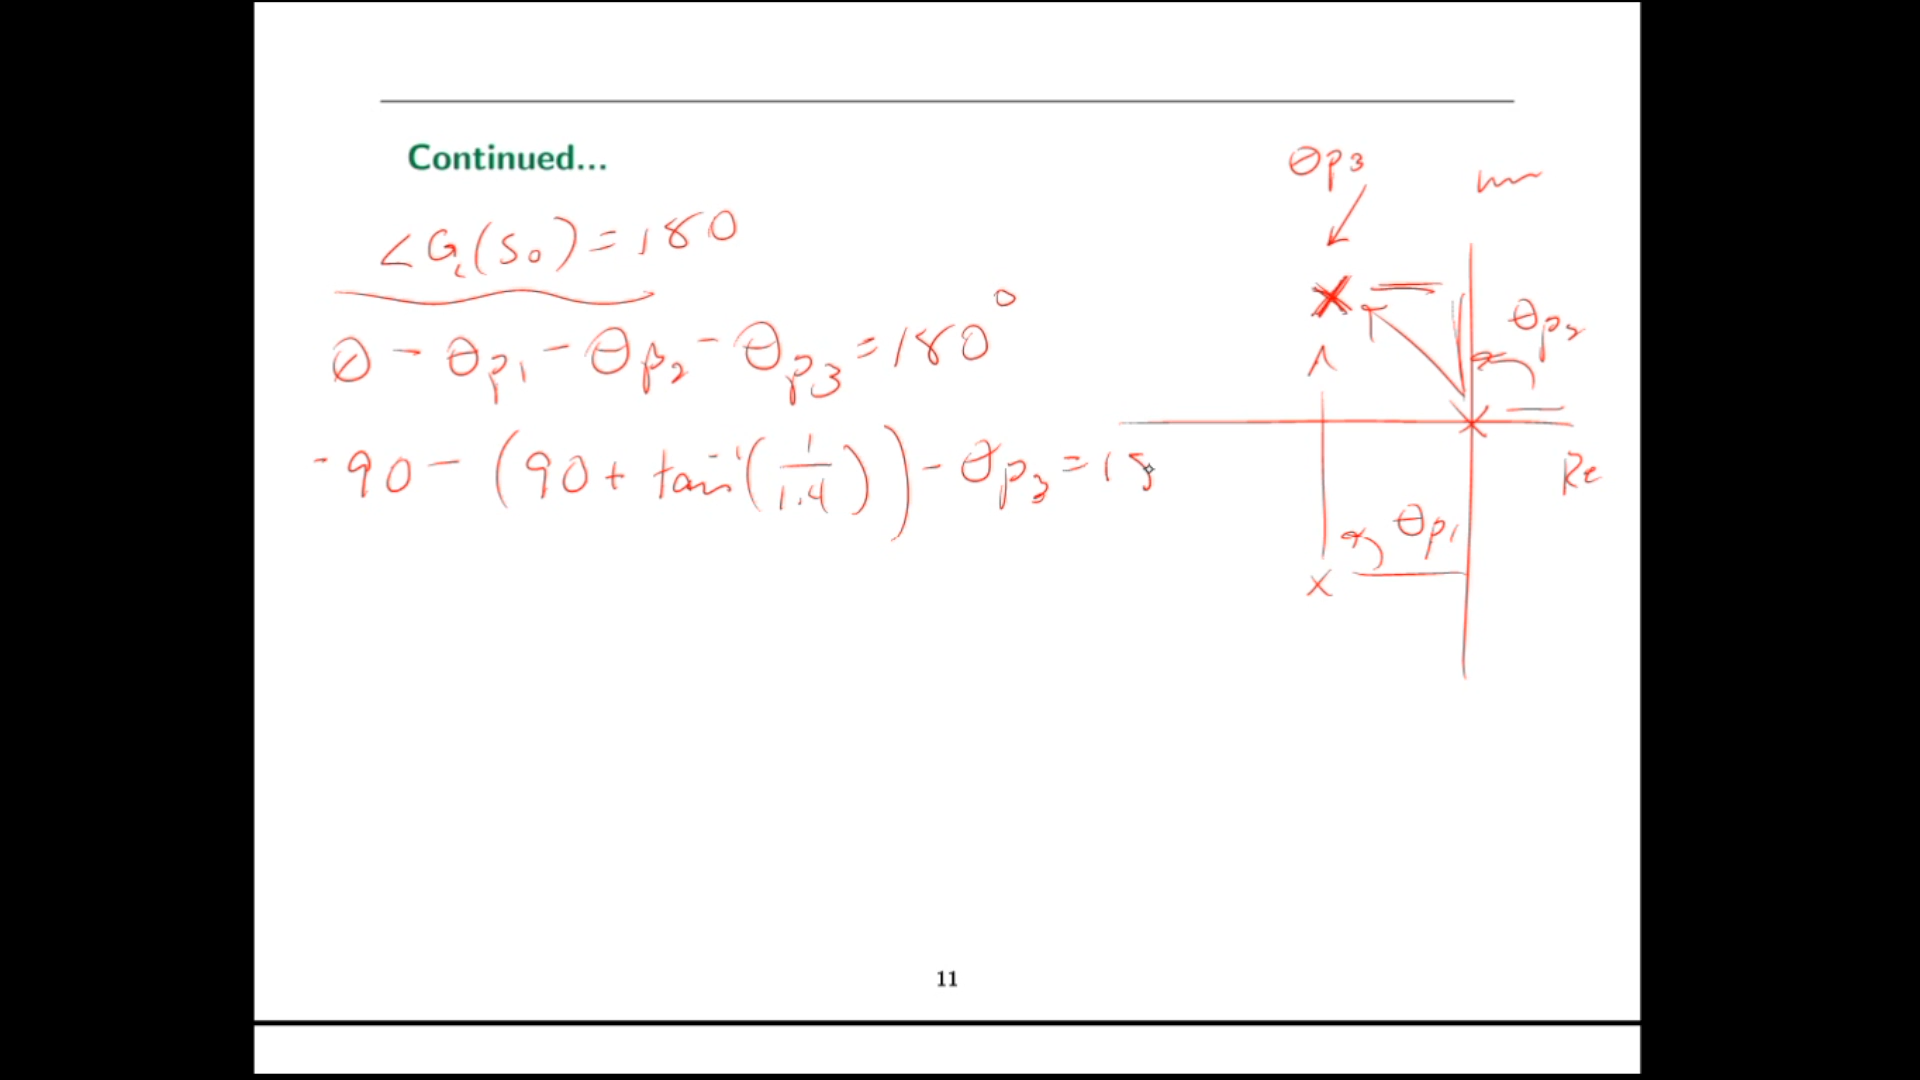 Continued...
∠G(s₀)=180
0 − θp₁ − θp₂ − θp₃ = 180°
-90 − (90 + tan⁻¹(1/1.4)) − θp₃ = 18
θp3
Im
θp₂
Re
θp₁
11